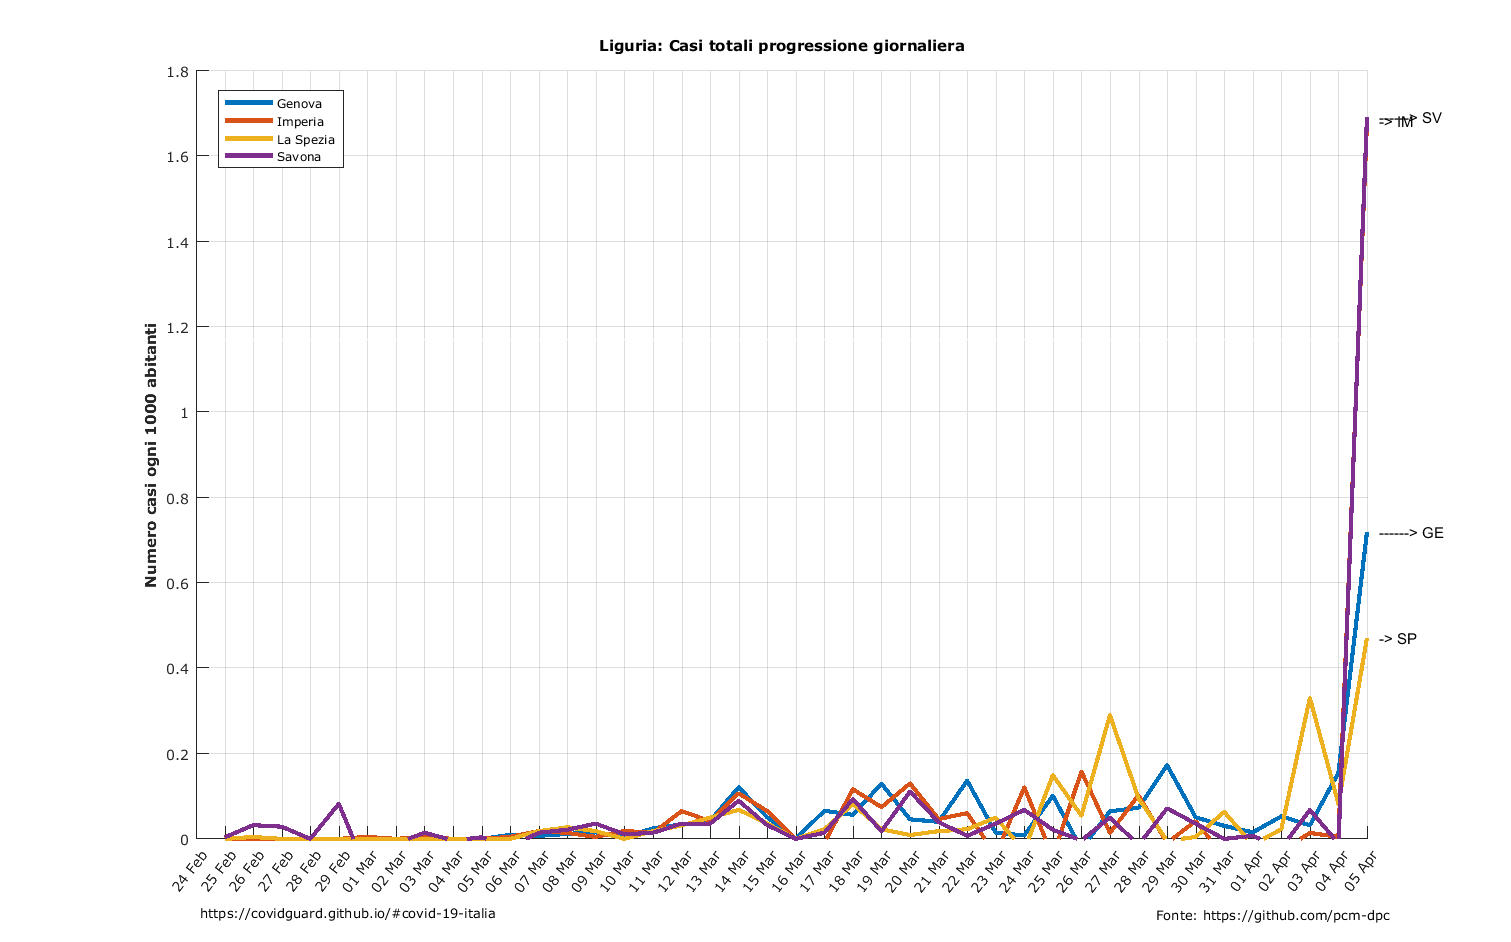 Liguria: Casi totali progressione giornaliera
1.8
1.6
1.4
1.2
1
0.8
0.6
0.4
0.2
0
Numero casi ogni 1000 abitanti
Genova
Imperia
La Spezia
Savona
------> SV
-> IM
------> GE
-> SP
24 Feb
25 Feb
26 Feb
27 Feb
28 Feb
29 Feb
01 Mar
02 Mar
03 Mar
04 Mar
05 Mar
06 Mar
07 Mar
08 Mar
09 Mar
10 Mar
11 Mar
12 Mar
13 Mar
14 Mar
15 Mar
16 Mar
17 Mar
18 Mar
19 Mar
20 Mar
21 Mar
22 Mar
23 Mar
24 Mar
25 Mar
26 Mar
27 Mar
28 Mar
29 Mar
30 Mar
31 Mar
01 Apr
02 Apr
03 Apr
04 Apr
05 Apr
https://covidguard.github.io/#covid-19-italia
Fonte: https://github.com/pcm-dpc